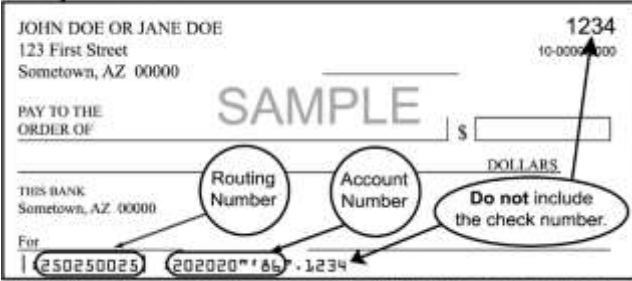 JOHN DOE OR JANE DOE
1234
123 First Street
Sometown, AZ 00000
PAY TO THE
ORDER OF
SAMPLE
$
DOLLARS
THIS BANK
Sometown, AZ 00000
Routing
Number
Account
Number
Do not include
the check number.
For
250250025
202020"'86". 1234